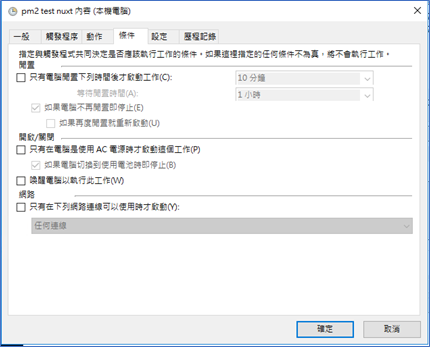 pm2 test nuxt 內容 (本機電腦)
一般 觸發程序 動作 條件 設定 歷程記錄
指定與觸發程式共同決定是否應該執行工作的條件。如果這裡指定的任何條件不為真，將不會執行工作。
閒置
只有電腦閒置下列時間後才啟動工作(C): 10 分鐘
等待閒置時間(A): 1 小時
如果電腦不再閒置即停止(E)
如果再度閒置就重新啟動(U)
開啟/關閉
只有在電腦是使用 AC 電源時才啟動這個工作(P)
如果電腦切換到使用電池時即停止(B)
喚醒電腦以執行此工作(W)
網路
只有在下列網路連線可以使用時才啟動(Y):
任何連線
確定 取消